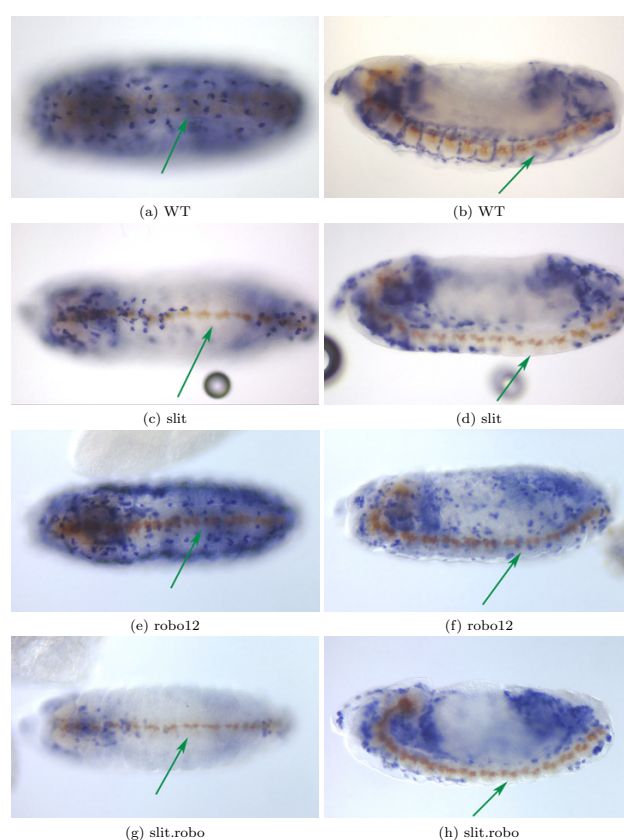 (a) WT
(b) WT
(c) slit
(d) slit
(e) robo12
(f) robo12
(g) slit.robo
(h) slit.robo